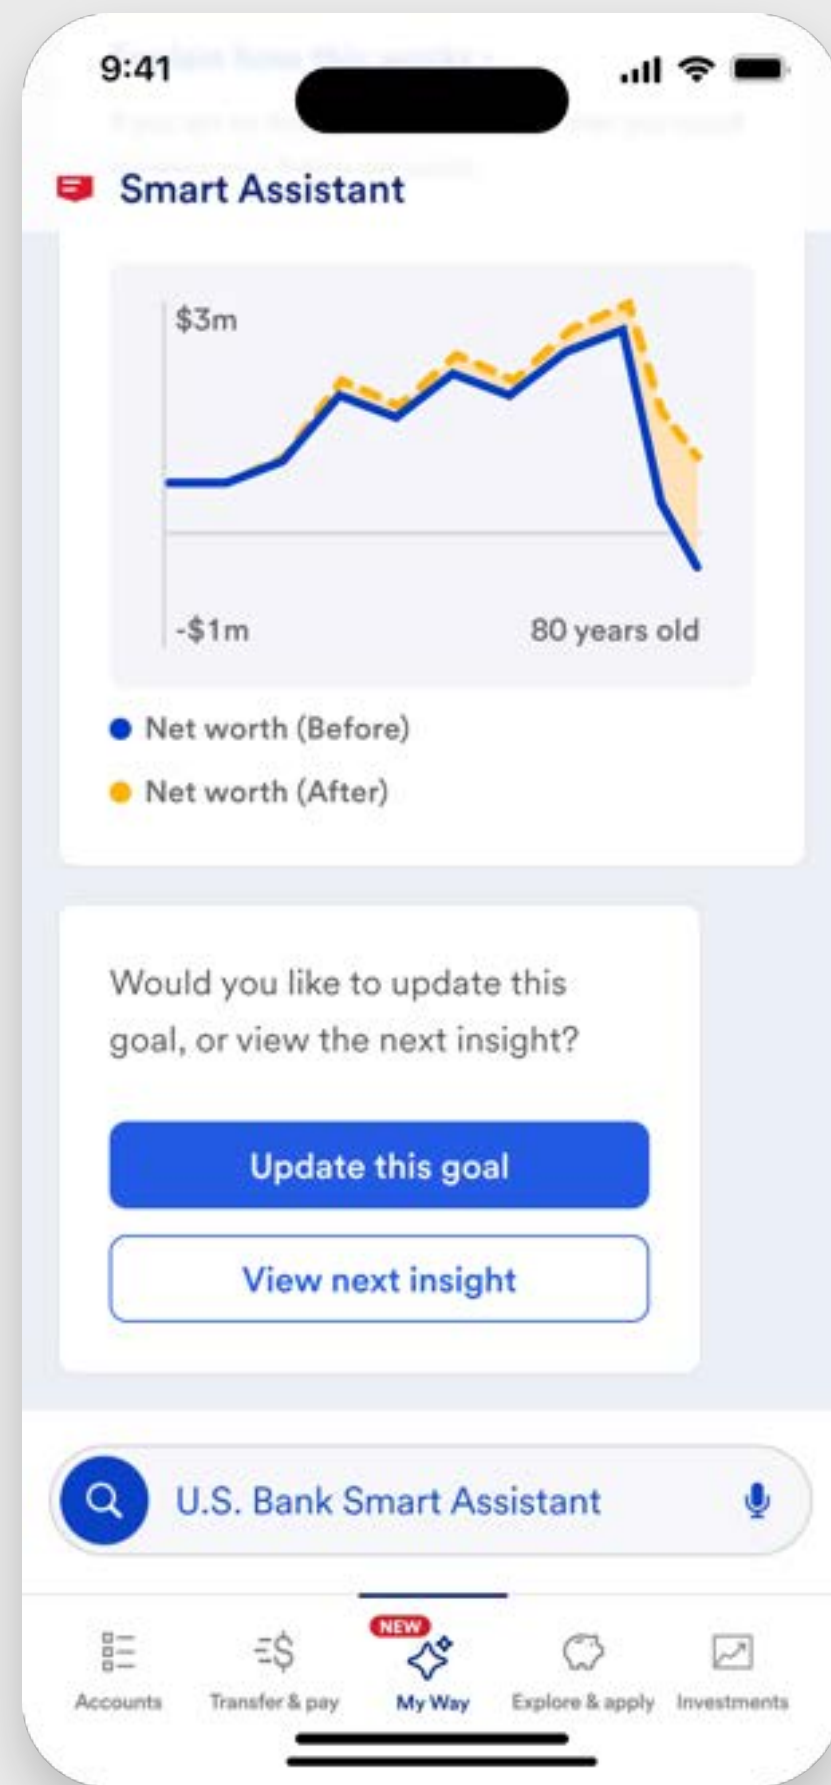 9:41
Smart Assistant
$3m
-$1m
80 years old
Net worth (Before)
Net worth (After)
Would you like to update this
goal, or view the next insight?
Update this goal
View next insight
U.S. Bank Smart Assistant
NEW
Accounts
Transfer & pay
My Way
Explore & apply
Investments